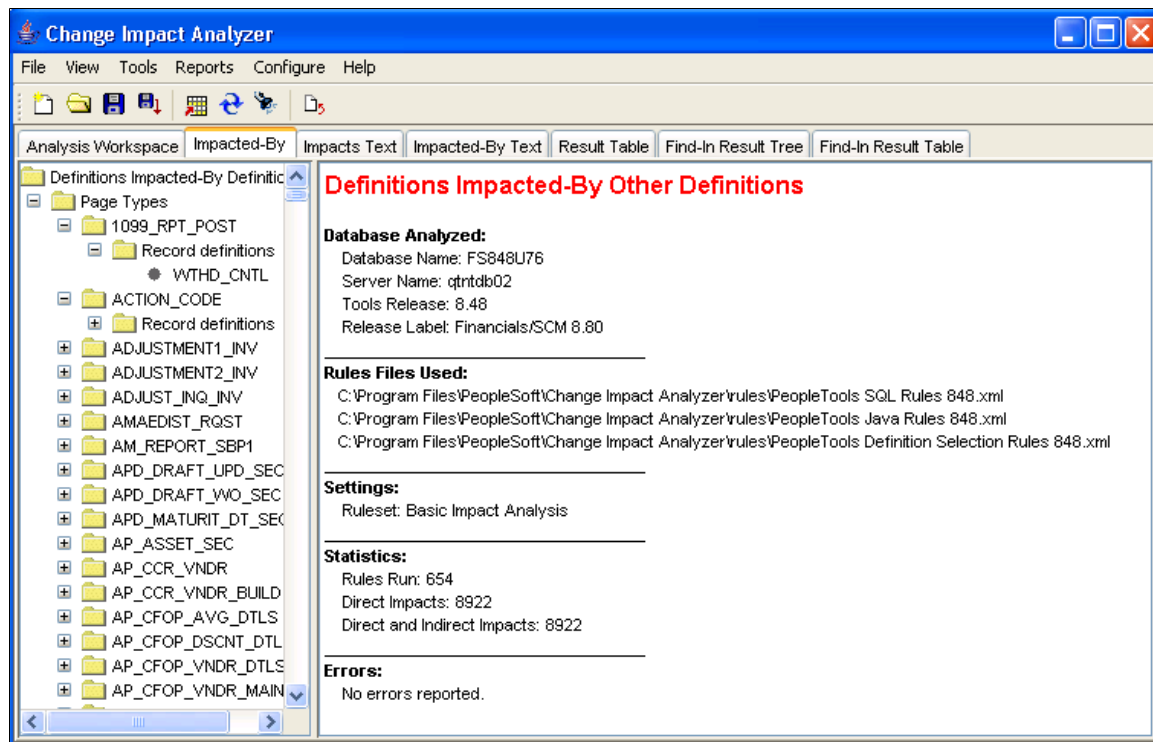 Change Impact Analyzer
File View Tools Reports Configure Help
Analysis Workspace Impacted-By Impacts Text Impacted-By Text Result Table Find-In Result Tree Find-In Result Table
Definitions Impacted-By Definitic
Page Types
1099_RPT_POST
Record definitions
WTHD_CNTL
ACTION_CODE
Record definitions
ADJUSTMENT1_INV
ADJUSTMENT2_INV
ADJUST_INQ_INV
AMAEDIST_RQST
AM_REPORT_SBP1
APD_DRAFT_UPD_SEC
APD_DRAFT_WO_SEC
APD_MATURIT_DT_SEC
AP_ASSET_SEC
AP_CCR_VNDR
AP_CCR_VNDR_BUILD
AP_CFOP_AVG_DTLS
AP_CFOP_DSCNT_DTL
AP_CFOP_VNDR_DTLS
AP_CFOP_VNDR_MAIN
Definitions Impacted-By Other Definitions
Database Analyzed:
Database Name: FS848U76
Server Name: qtntdb02
Tools Release: 8.48
Release Label: Financials/SCM 8.80
Rules Files Used:
C:\Program Files\PeopleSoft\Change Impact Analyzer\rules\PeopleTools SQL Rules 848.xml
C:\Program Files\PeopleSoft\Change Impact Analyzer\rules\PeopleTools Java Rules 848.xml
C:\Program Files\PeopleSoft\Change Impact Analyzer\rules\PeopleTools Definition Selection Rules 848.xml
Settings:
Ruleset: Basic Impact Analysis
Statistics:
Rules Run: 654
Direct Impacts: 8922
Direct and Indirect Impacts: 8922
Errors:
No errors reported.